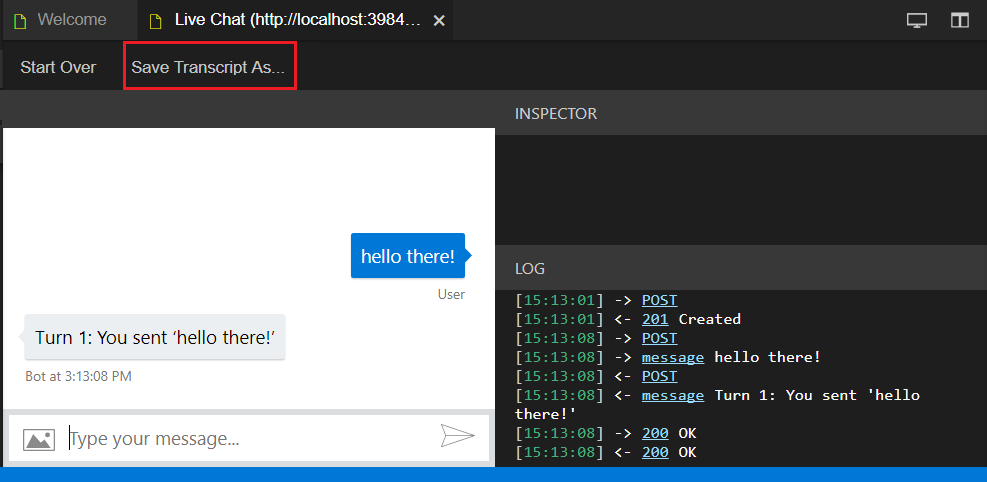 Welcome
Live Chat (http://localhost:3984...
Start Over
Save Transcript As...
INSPECTOR
hello there!
User
Turn 1: You sent ‘hello there!’
Bot at 3:13:08 PM
Type your message...
LOG
[15:13:01] -> POST
[15:13:01] <- 201 Created
[15:13:08] -> POST
[15:13:08] -> message hello there!
[15:13:08] <- POST
[15:13:08] <- message Turn 1: You sent 'hello
there!'
[15:13:08] -> 200 OK
[15:13:08] <- 200 OK